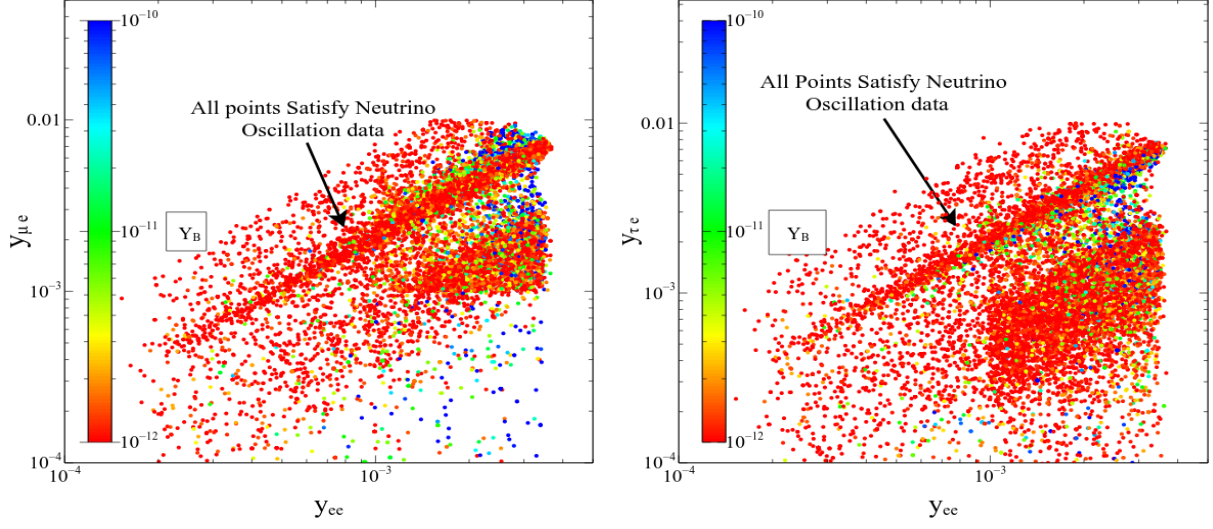 10⁻¹⁰
10⁻¹¹
10⁻¹²
0.01
10⁻³
10⁻⁴
y_μe
All points Satisfy Neutrino
Oscillation data
Y_B
10⁻⁴
10⁻³
y_ee
10⁻¹⁰
10⁻¹¹
10⁻¹²
0.01
10⁻³
10⁻⁴
y_τe
All Points Satisfy Neutrino
Oscillation data
Y_B
10⁻⁴
10⁻³
y_ee